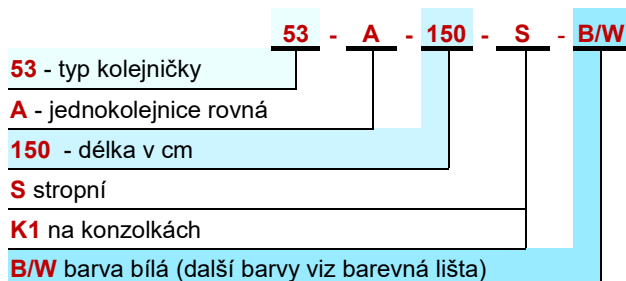 53 - A - 150 - S - B/W
53 - typ kolejničky
A - jednokolejnice rovná
150 - délka v cm
S stropní
K1 na konzolkách
B/W barva bílá (další barvy viz barevná lišta)